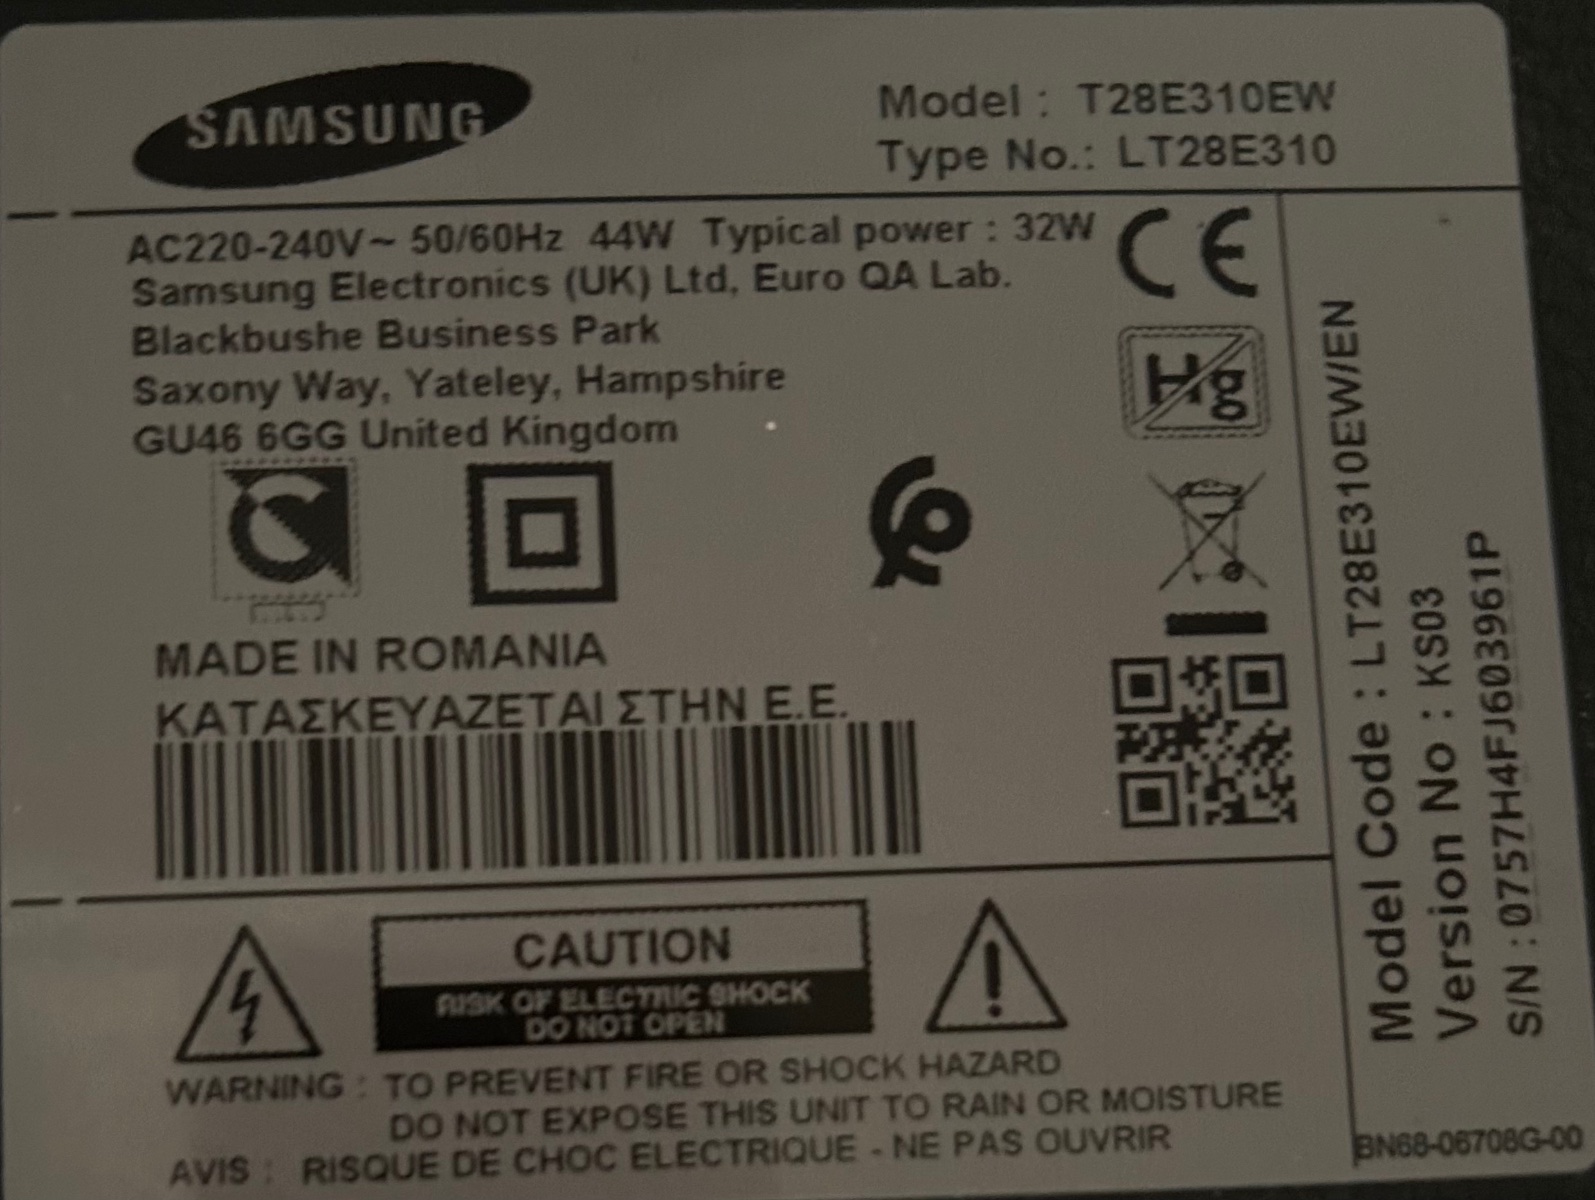 SAMSUNG
Model : T28E310EW
Type No.: LT28E310
AC220-240V~ 50/60Hz 44W Typical power : 32W
Samsung Electronics (UK) Ltd, Euro QA Lab.
Blackbushe Business Park
Saxony Way, Yateley, Hampshire
GU46 6GG United Kingdom
CE
Hg
MADE IN ROMANIA
ΚΑΤΑΣΚΕΥΑΖΕΤΑΙ ΣΤΗΝ Ε.Ε.
CAUTION
RISK OF ELECTRIC SHOCK
DO NOT OPEN
WARNING : TO PREVENT FIRE OR SHOCK HAZARD
DO NOT EXPOSE THIS UNIT TO RAIN OR MOISTURE
AVIS : RISQUE DE CHOC ELECTRIQUE - NE PAS OUVRIR
Model Code : LT28E310EW/EN
Version No : KS03
S/N : 0757H4FJ603961P
BN68-06708G-00